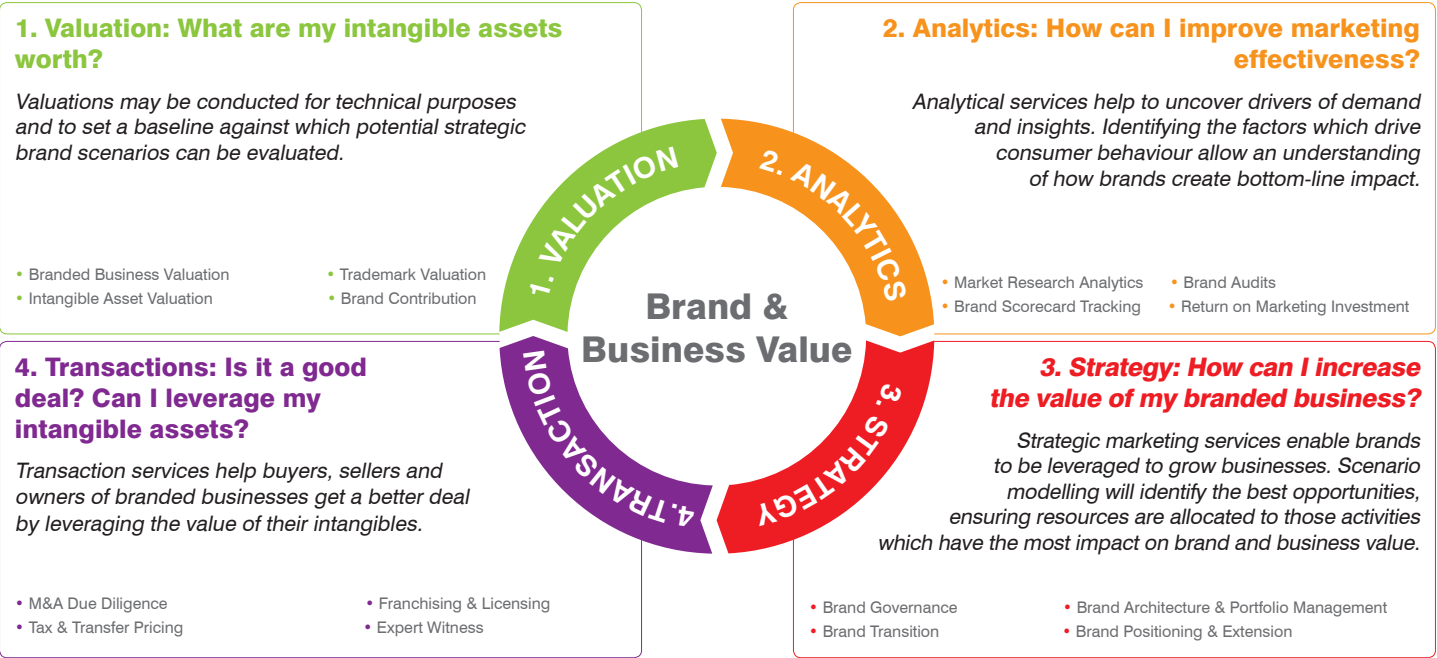 1. Valuation: What are my intangible assets
worth?
Valuations may be conducted for technical purposes
and to set a baseline against which potential strategic
brand scenarios can be evaluated.
• Branded Business Valuation
• Trademark Valuation
• Intangible Asset Valuation
• Brand Contribution
2. Analytics: How can I improve marketing
effectiveness?
Analytical services help to uncover drivers of demand
and insights. Identifying the factors which drive
consumer behaviour allow an understanding
of how brands create bottom-line impact.
• Market Research Analytics
• Brand Audits
• Brand Scorecard Tracking
• Return on Marketing Investment
1. VALUATION
2. ANALYTICS
3. STRATEGY
4.TRANSACTION
Brand &
Business Value
4. Transactions: Is it a good
deal? Can I leverage my
intangible assets?
Transaction services help buyers, sellers and
owners of branded businesses get a better deal
by leveraging the value of their intangibles.
• M&A Due Diligence
• Franchising & Licensing
• Tax & Transfer Pricing
• Expert Witness
3. Strategy: How can I increase
the value of my branded business?
Strategic marketing services enable brands
to be leveraged to grow businesses. Scenario
modelling will identify the best opportunities,
ensuring resources are allocated to those activities
which have the most impact on brand and business value.
• Brand Governance
• Brand Architecture & Portfolio Management
• Brand Transition
• Brand Positioning & Extension